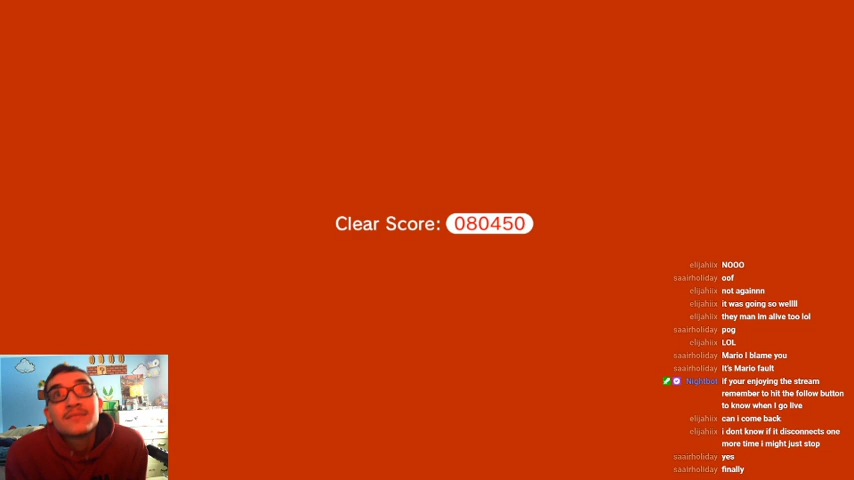 Clear Score: 080450
elijahiix NOOO
saairholiday oof
elijahiix not againnn
elijahiix it was going so wellll
elijahiix they man im alive too lol
saairholiday pog
elijahiix LOL
saairholiday Mario I blame you
saairholiday It's Mario fault
Nightbot if your enjoying the stream
remember to hit the follow button
to know when I go live
elijahiix can i come back
elijahiix i dont know if it disconnects one
more time i might just stop
saairholiday yes
saairholiday finally